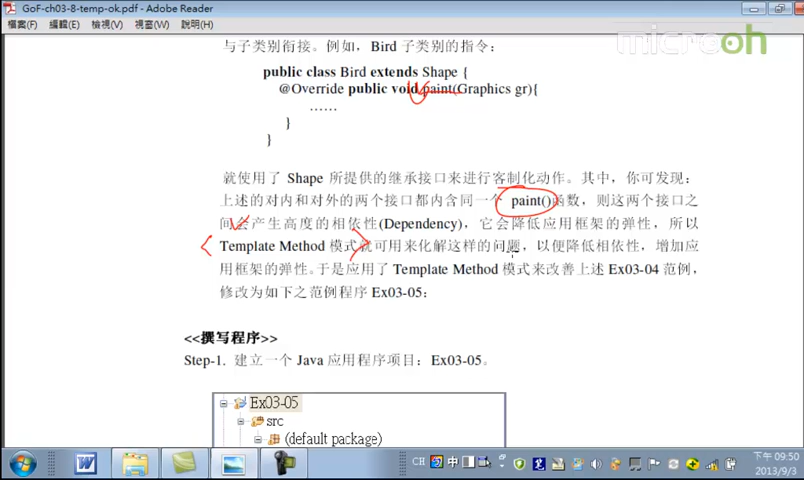 GoF-ch03-8-temp-ok.pdf - Adobe Reader
檔案(F) 編輯(E) 檢視(V) 視窗(W) 說明(H)
microoh
与子类别衔接。例如，Bird 子类别的指令：
public class Bird extends Shape {
@Override public void paint(Graphics gr){
……
}
}
就使用了 Shape 所提供的继承接口来进行客制化动作。其中，你可发现：
上述的对内和对外的两个接口都内含同一个 paint()函数，则这两个接口之
间会产生高度的相依性(Dependency)，它会降低应用框架的弹性，所以
Template Method 模式就可用来化解这样的问题，以便降低相依性，增加应
用框架的弹性。于是应用了 Template Method 模式来改善上述 Ex03-04 范例，
修改为如下之范例程序 Ex03-05：
<<撰写程序>>
Step-1. 建立一个 Java 应用程序项目：Ex03-05。
Ex03-05
src
(default package)
CH 中
下午 09:50
2013/9/3